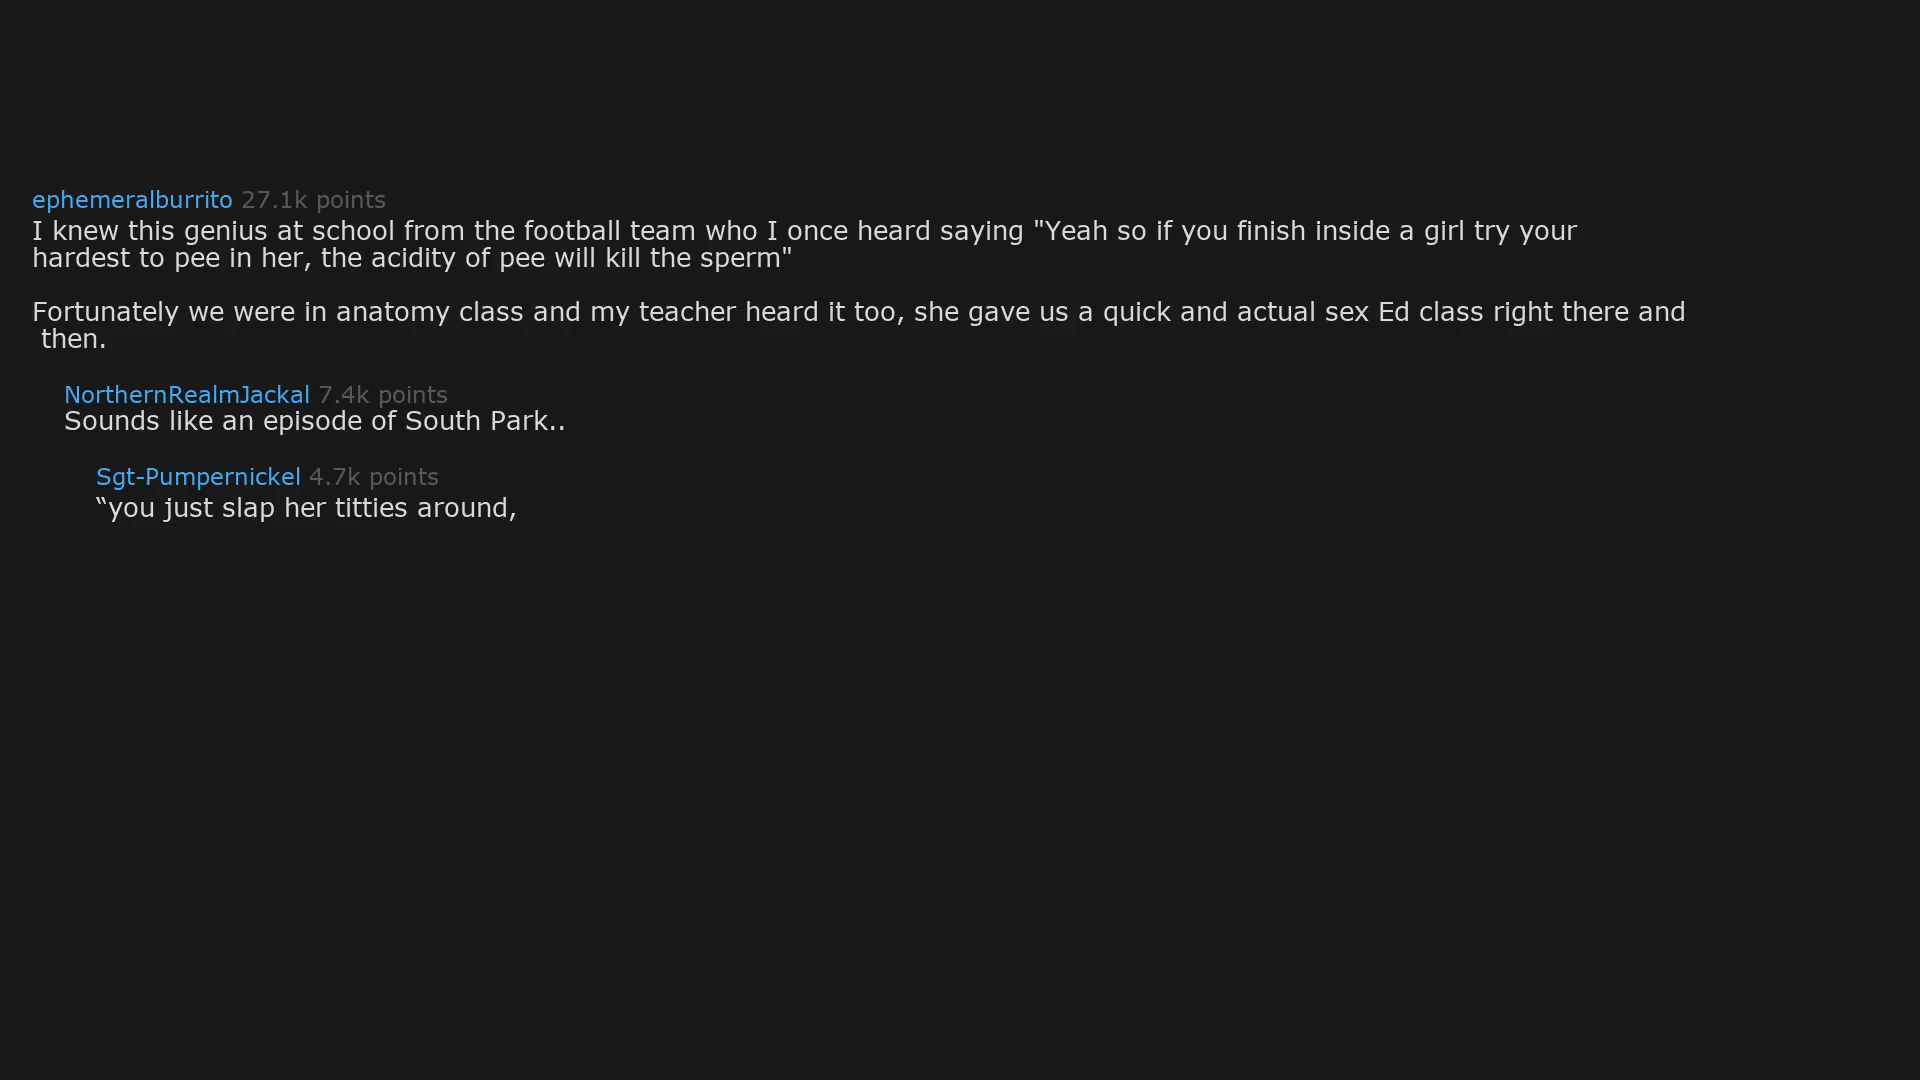 ephemeralburrito 27.1k points
I knew this genius at school from the football team who I once heard saying "Yeah so if you finish inside a girl try your
hardest to pee in her, the acidity of pee will kill the sperm"
Fortunately we were in anatomy class and my teacher heard it too, she gave us a quick and actual sex Ed class right there and
then.
NorthernRealmJackal 7.4k points
Sounds like an episode of South Park..
Sgt-Pumpernickel 4.7k points
“you just slap her titties around,